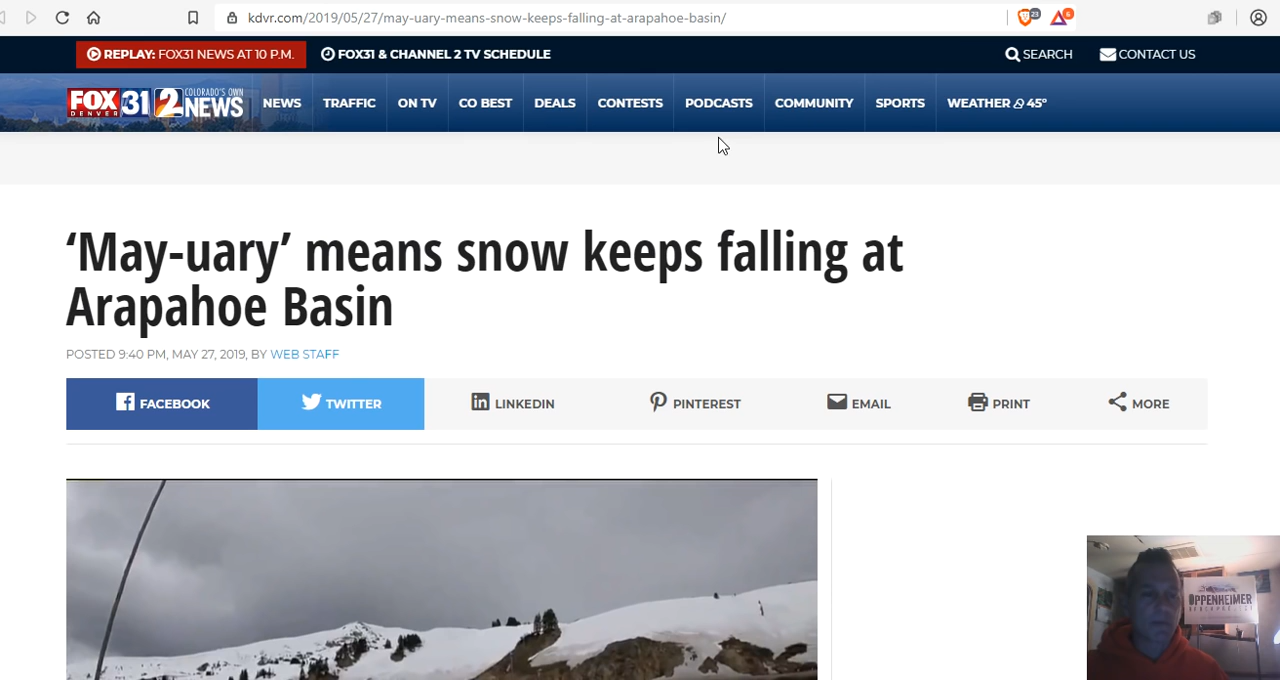 kdvr.com/2019/05/27/may-uary-means-snow-keeps-falling-at-arapahoe-basin/
23
6
REPLAY: FOX31 NEWS AT 10 P.M.
FOX31 & CHANNEL 2 TV SCHEDULE
SEARCH
CONTACT US
FOX 31
DENVER
2
COLORADO'S OWN
NEWS
NEWS
TRAFFIC
ON TV
CO BEST
DEALS
CONTESTS
PODCASTS
COMMUNITY
SPORTS
WEATHER 45°
‘May-uary’ means snow keeps falling at
Arapahoe Basin
POSTED 9:40 PM, MAY 27, 2019, BY WEB STAFF
FACEBOOK
TWITTER
LINKEDIN
PINTEREST
EMAIL
PRINT
MORE
OPPENHEIMER